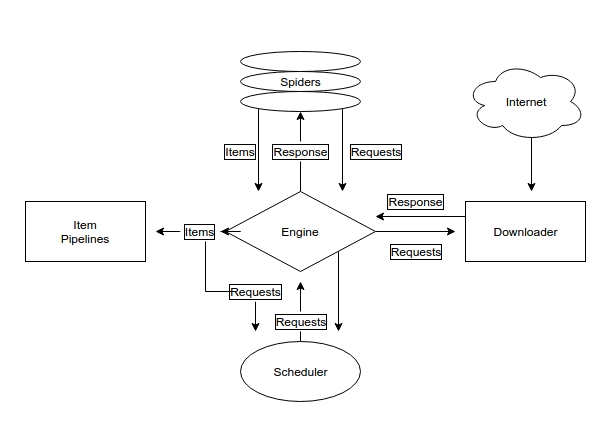 Spiders
Internet
Items
Response
Requests
Response
Item
Pipelines
Items
Engine
Downloader
Requests
Requests
Requests
Scheduler